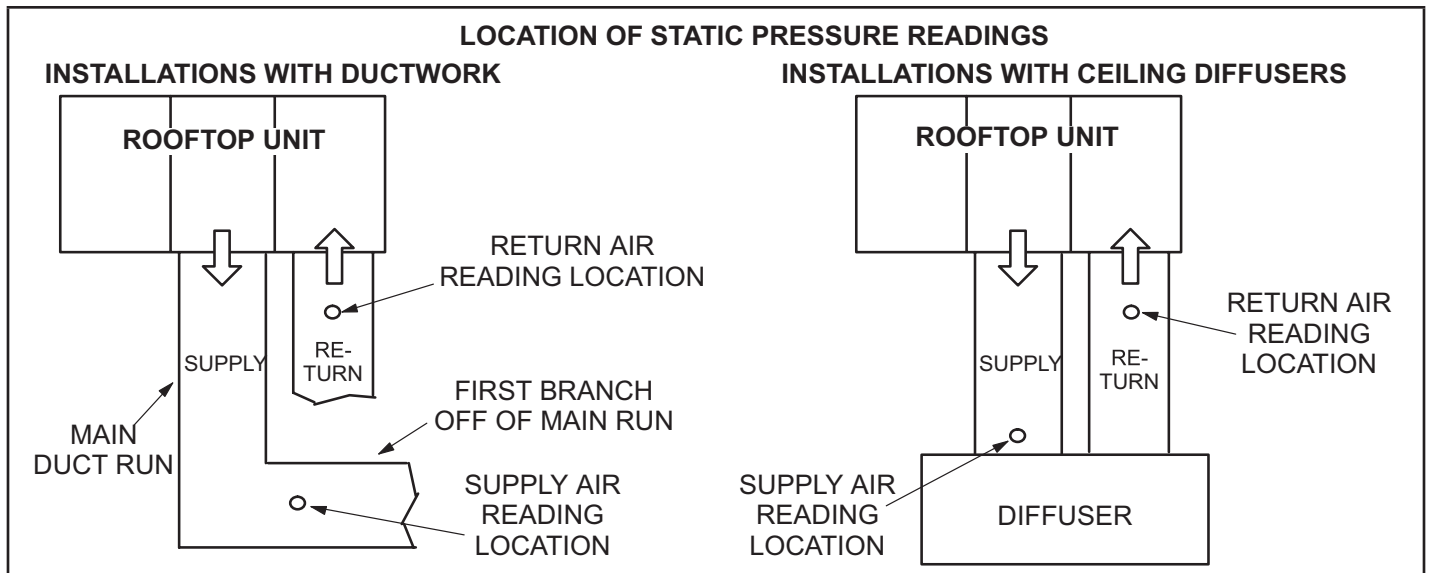 LOCATION OF STATIC PRESSURE READINGS
INSTALLATIONS WITH DUCTWORK
ROOFTOP UNIT
RETURN AIR
READING LOCATION
SUPPLY
RE-
TURN
FIRST BRANCH
OFF OF MAIN RUN
MAIN
DUCT RUN
SUPPLY AIR
READING
LOCATION
INSTALLATIONS WITH CEILING DIFFUSERS
ROOFTOP UNIT
RETURN AIR
READING
LOCATION
SUPPLY
RE-
TURN
SUPPLY AIR
READING
LOCATION
DIFFUSER